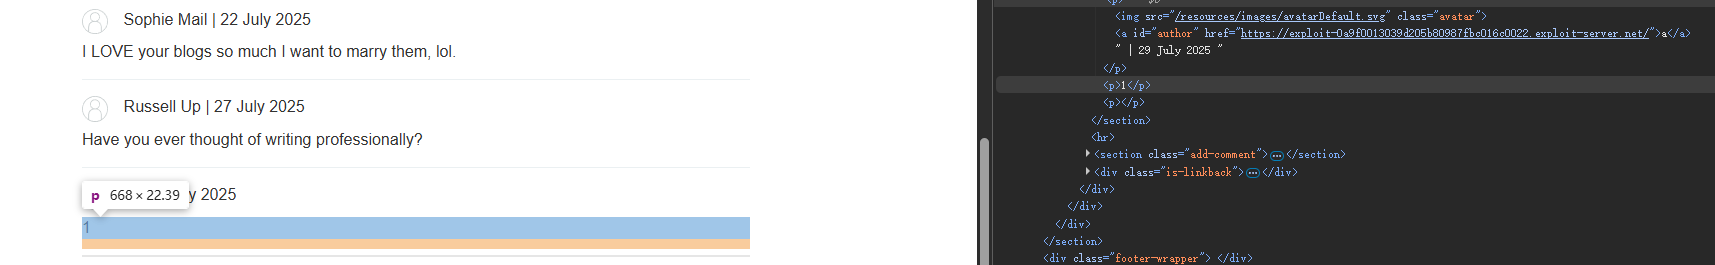 Sophie Mail | 22 July 2025
I LOVE your blogs so much I want to marry them, lol.
Russell Up | 27 July 2025
Have you ever thought of writing professionally?
p 668 × 22.39
y 2025
1
<img src="/resources/images/avatarDefault.svg" class="avatar">
<a id="author" href="https://exploit-0a9f0013039d205b80987fbc016c0022.exploit-server.net/">a</a>
" | 29 July 2025 "
</p>
<p>1</p>
<p></p>
</section>
<hr>
<section class="add-comment"> … </section>
<div class="is-linkback"> … </div>
</div>
</div>
</div>
</section>
<div class="footer-wrapper"> </div>